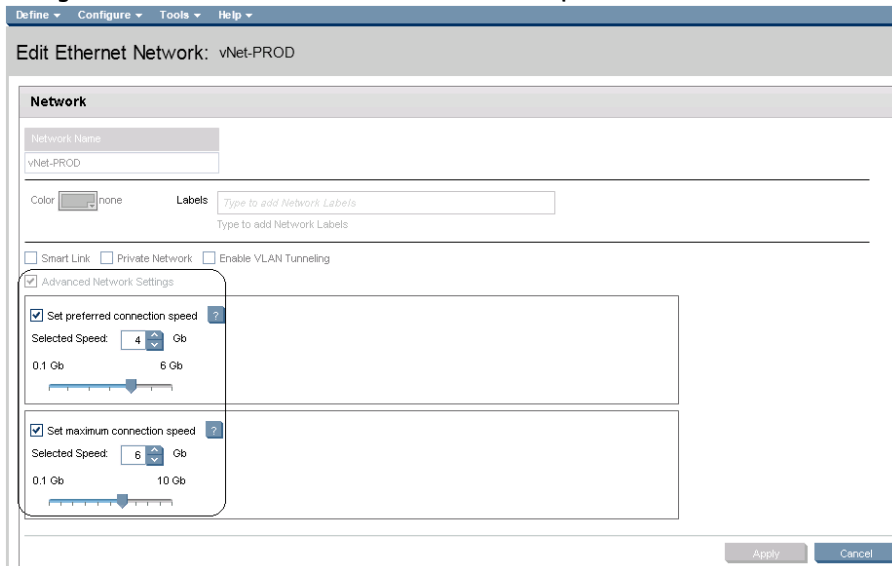 Define Configure Tools Help
Edit Ethernet Network: vNet-PROD
Network
Network Name
vNet-PROD
Color none Labels Type to add Network Labels
Type to add Network Labels
Smart Link Private Network Enable VLAN Tunneling
Advanced Network Settings
Set preferred connection speed ?
Selected Speed: 4 Gb
0.1 Gb 6 Gb
Set maximum connection speed ?
Selected Speed: 6 Gb
0.1 Gb 10 Gb
Apply Cancel